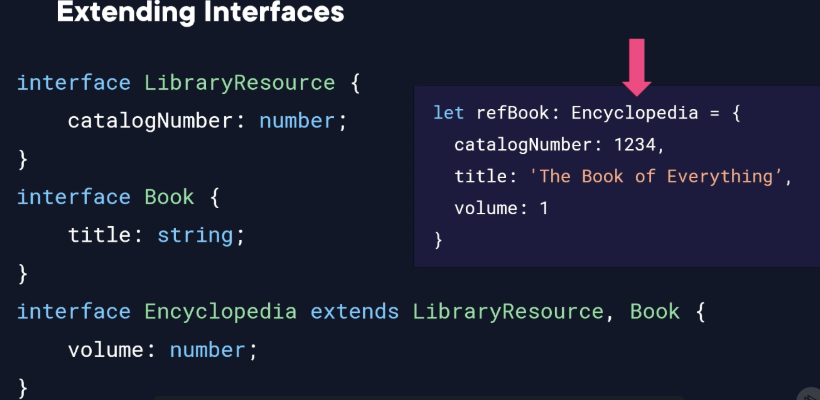 Extending Interfaces
interface LibraryResource {
    catalogNumber: number;
}
interface Book {
    title: string;
}
interface Encyclopedia extends LibraryResource, Book {
    volume: number;
}
let refBook: Encyclopedia = {
  catalogNumber: 1234,
  title: 'The Book of Everything’,
  volume: 1
}